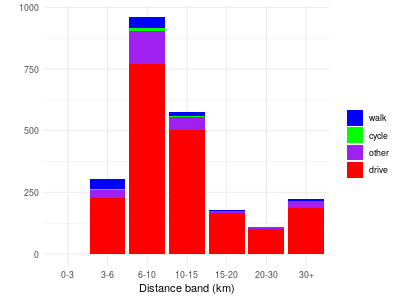 1000
750
500
250
0
0-3 3-6 6-10 10-15 15-20 20-30 30+
Distance band (km)
walk
cycle
other
drive